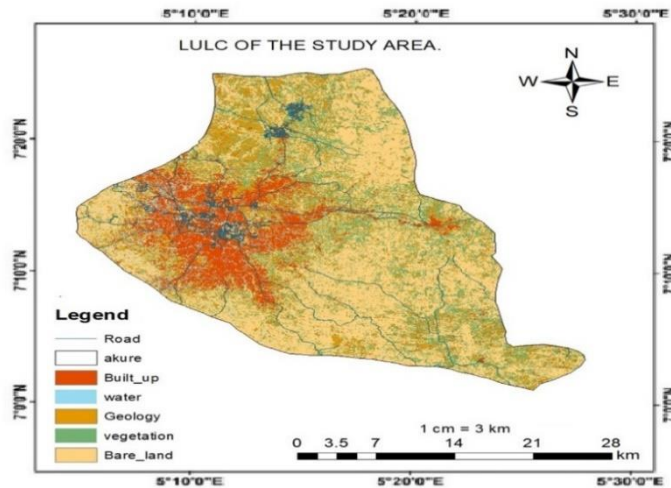 5°10'0"E 5°20'0"E 5°30'0"E
LULC OF THE STUDY AREA.
N
W E
S
7°20'0"N
7°10'0"N
7°0'0"N
Legend
Road
akure
Built_up
water
Geology
vegetation
Bare_land
1 cm = 3 km
0 3.5 7 14 21 28
km
5°10'0"E 5°20'0"E 5°30'0"E